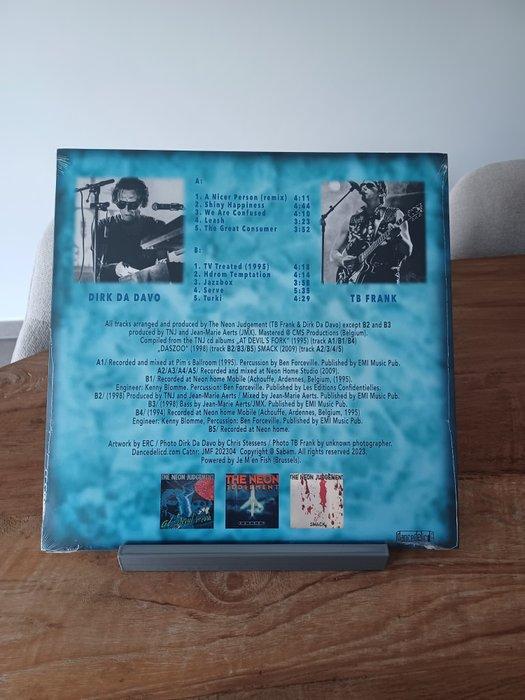 A:
1. A Nicer Person (remix) 4:11
2. Shiny Happiness 4:44
3. We Are Confused 4:10
4. Leash 3:23
5. The Great Consumer 3:52
B:
1. TV Treated (1995) 4:18
2. Hdrom Temptation 4:14
3. Jazzbox 3:58
4. Serve 5:35
5. Turki 4:29
DIRK DA DAVO
TB FRANK
All tracks arranged and produced by The Neon Judgement (TB Frank & Dirk Da Davo) except B2 and B3
produced by TNJ and Jean-Marie Aerts (JMX). Mastered @ CMS Productions (Belgium).
Compiled from the TNJ cd albums „AT DEVIL'S FORK" (1995) (track A1/B1/B4)
„DASZOO" (1998) (track B2/B3/B5) SMACK (2009) (track A2/3/4/5)
A1/ Recorded and mixed at Pim s Ballroom (1995). Percussion by Ben Forceville. Published by EMI Music Pub.
A2/A3/A4/A5/ Recorded and mixed at Neon Home Studio (2009).
B1/ Recorded at Neon home Mobile (Achouffe, Ardennes, Belgium, (1995).
Engineer: Kenny Blomme, Percussion: Ben Forceville. Published by Les Editions Confidentielles.
B2/ (1998) Produced by TNJ and Jean-Marie Aerts / Mixed by Jean-Marie Aerts. Published by EMI Music Pub.
B3/ (1998) Bass by Jean-Marie Aerts/JMX. Published by EMI Music Pub.
B4/ (1994) Recorded at Neon home Mobile (Achouffe, Ardennes, Belgium, 1995)
Engineer: Kenny Blomme, Percussion: Ben Forceville. Published by EMI Music Pub.
B5/ Recorded at Neon home.
Artwork by ERC / Photo Dirk Da Davo by Chris Stessens / Photo TB Frank by unknown photographer.
Dancedelicd.com Catnr: JMF 202304 Copyright @ Sabam. All rights reserved 2023.
Powered by Je M'en Fish (Brussels).
THE NEON JUDGEMENT
THE NEON
JUDGEMENT
THE NEON JUDGEMENT
SMACK